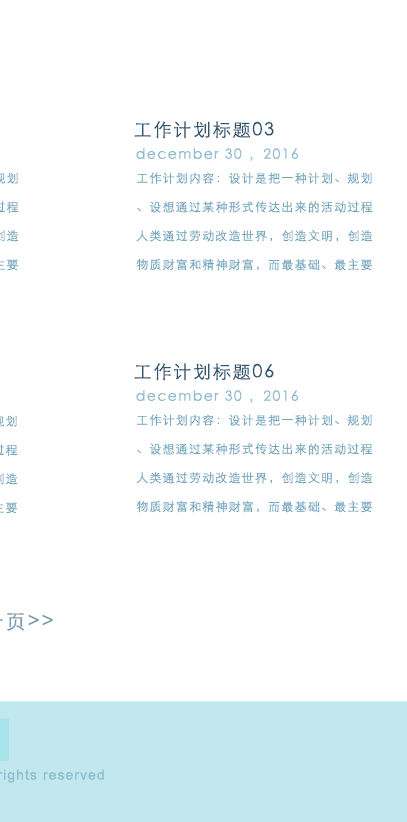 工作计划标题03
december 30 , 2016
规划 工作计划内容：设计是把一种计划、规划
过程 、设想通过某种形式传达出来的活动过程
创造 人类通过劳动改造世界，创造文明，创造
主要 物质财富和精神财富，而最基础、最主要
工作计划标题06
december 30 , 2016
规划 工作计划内容：设计是把一种计划、规划
过程 、设想通过某种形式传达出来的活动过程
创造 人类通过劳动改造世界，创造文明，创造
主要 物质财富和精神财富，而最基础、最主要
页>>
rights reserved